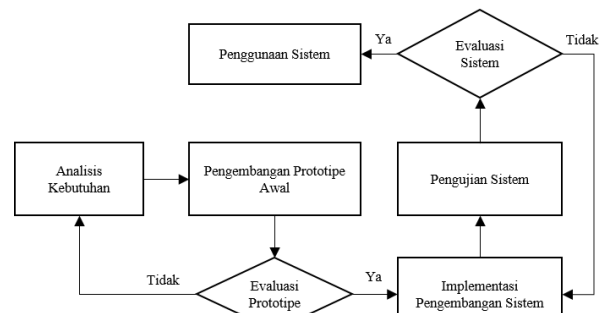 Ya
Evaluasi
Sistem
Tidak
Penggunaan Sistem
Analisis
Kebutuhan
Pengembangan Prototipe
Awal
Pengujian Sistem
Tidak
Evaluasi
Prototipe
Ya
Implementasi
Pengembangan Sistem